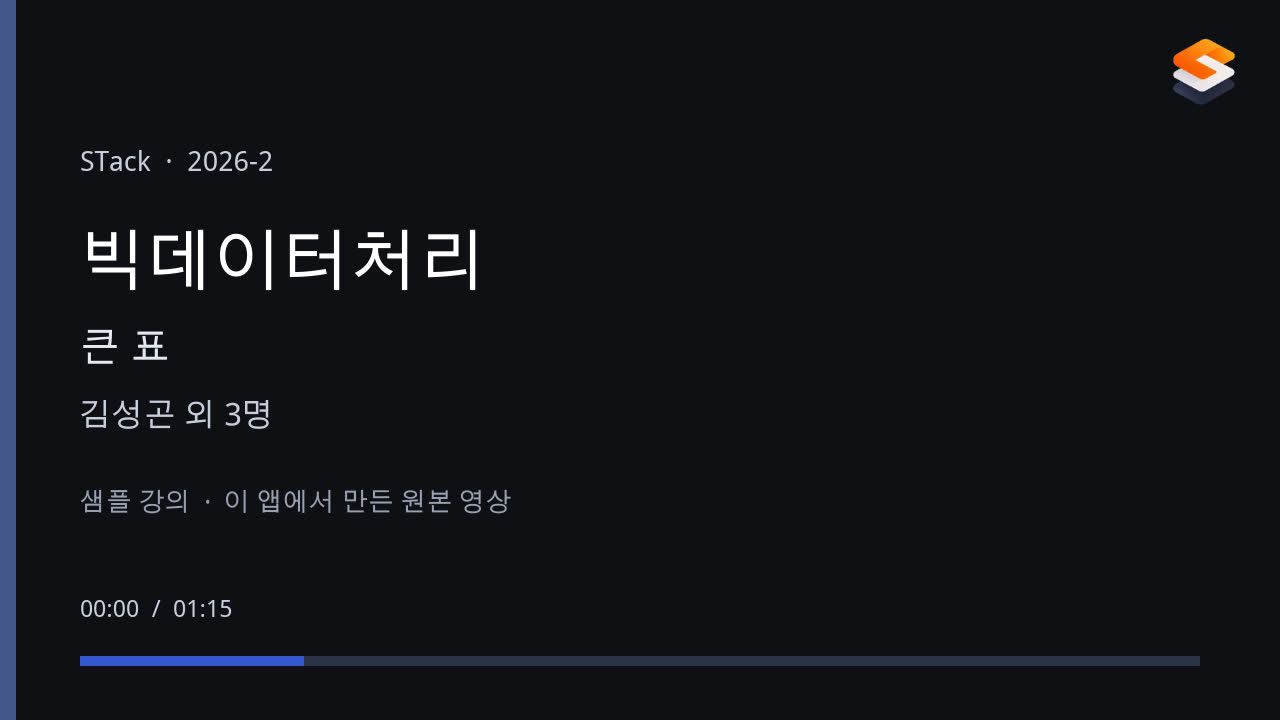 STack · 2026-2
빅데이터처리
큰 표
김성곤 외 3명
샘플 강의 · 이 앱에서 만든 원본 영상
00:00 / 01:15